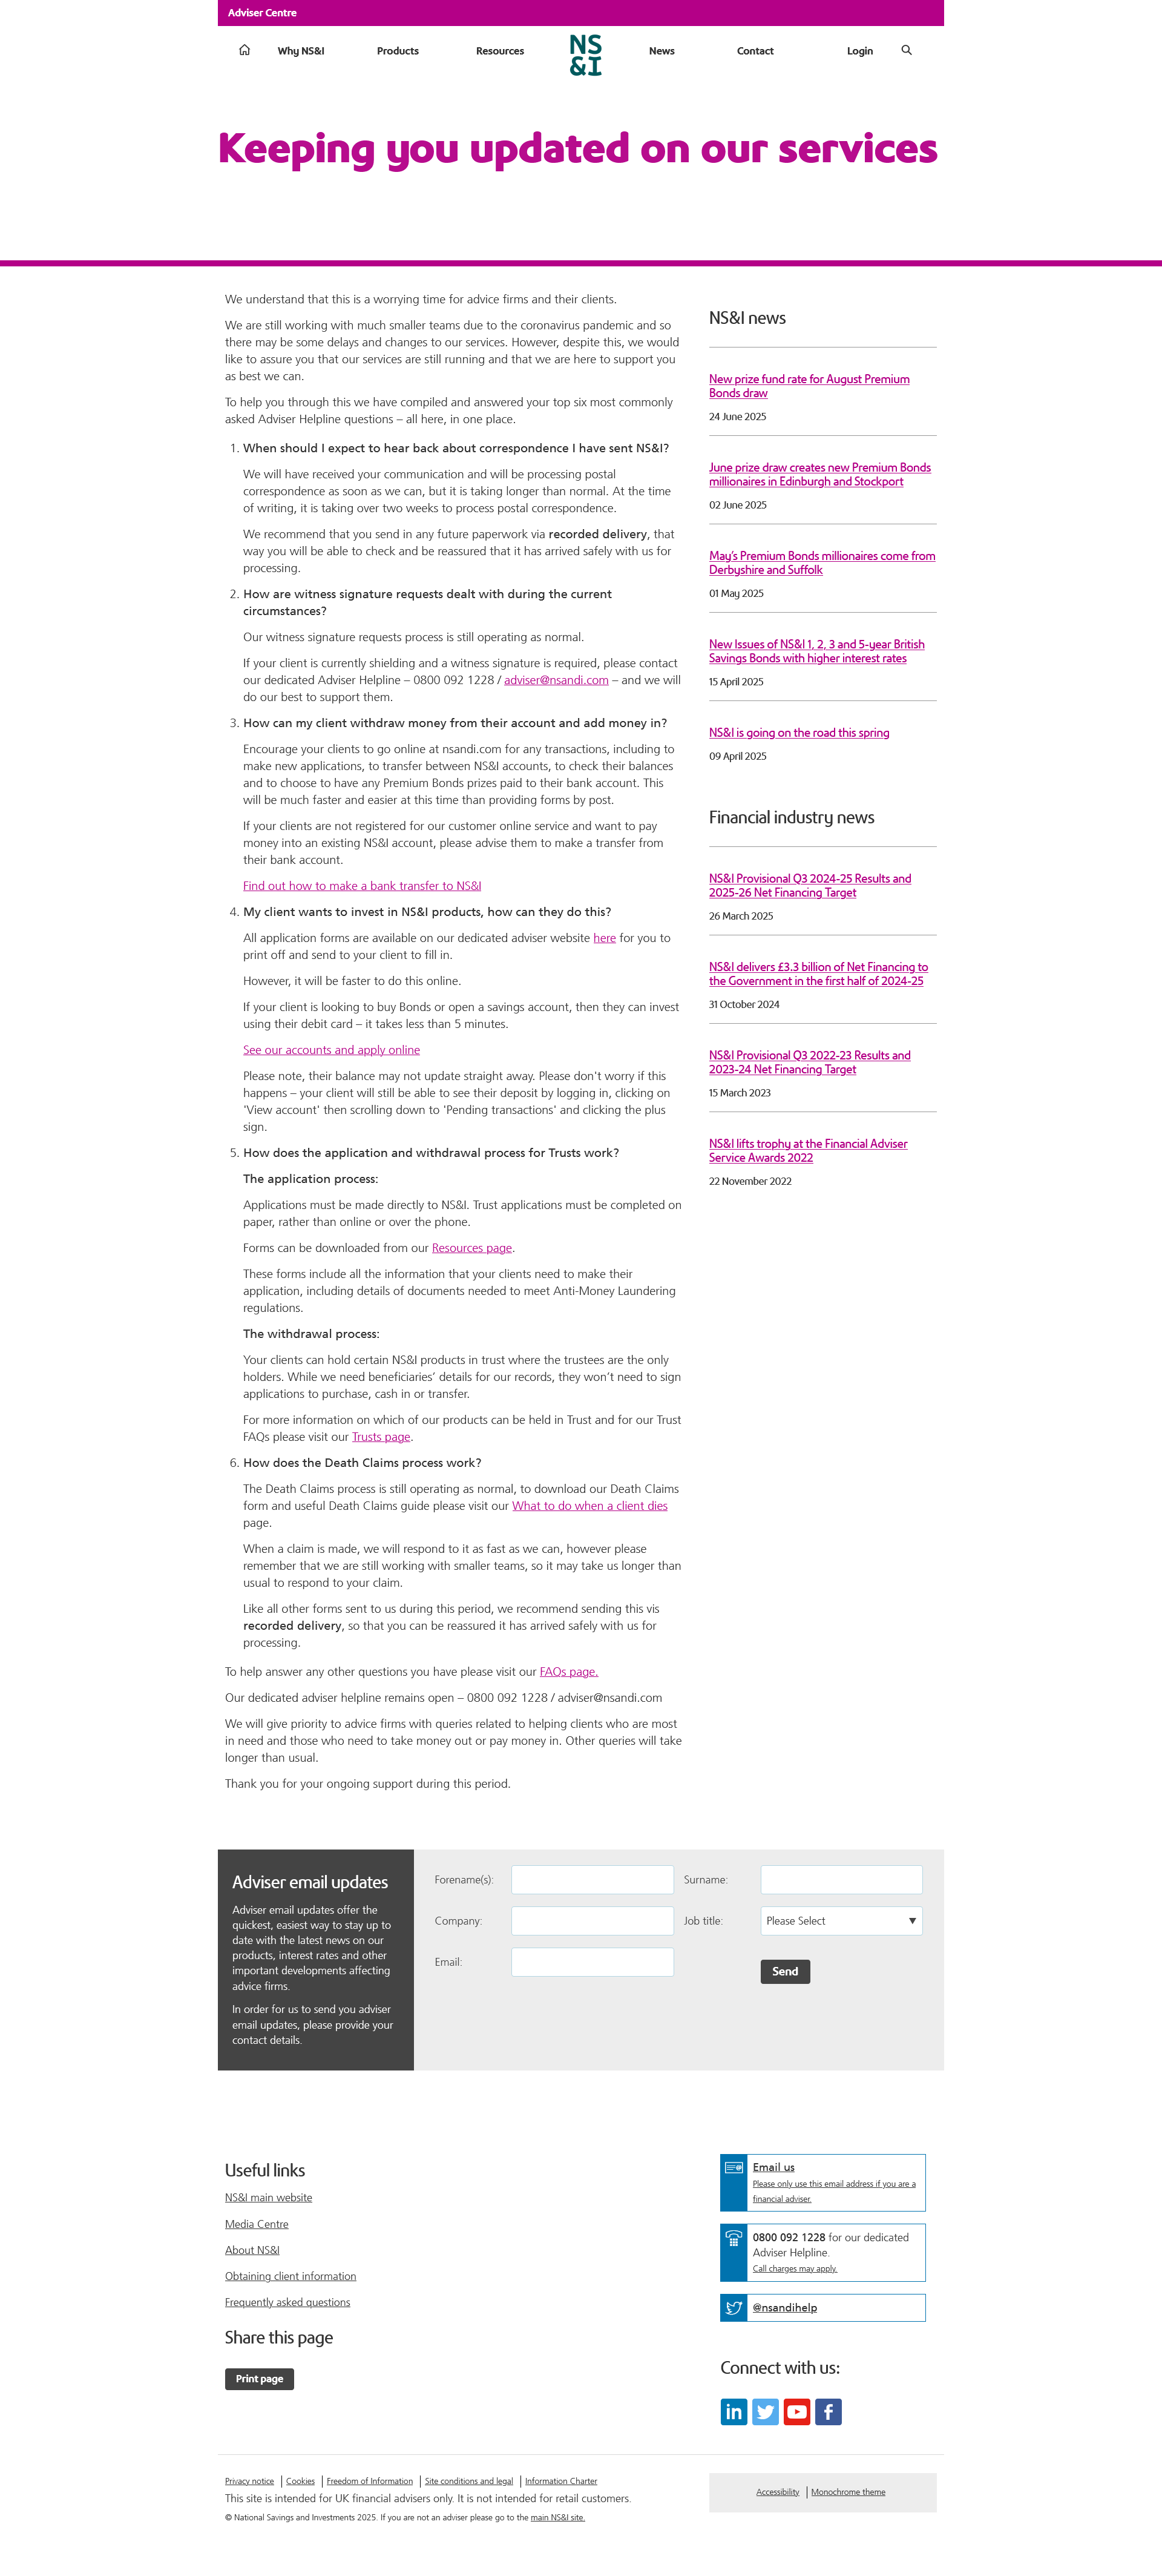 Adviser Centre
Why NS&I
Products
Resources
NS
&I
News
Contact
Login
Keeping you updated on our services
We understand that this is a worrying time for advice firms and their clients.
We are still working with much smaller teams due to the coronavirus pandemic and so
there may be some delays and changes to our services. However, despite this, we would
like to assure you that our services are still running and that we are here to support you
as best we can.
To help you through this we have compiled and answered your top six most commonly
asked Adviser Helpline questions – all here, in one place.
1. When should I expect to hear back about correspondence I have sent NS&I?
We will have received your communication and will be processing postal
correspondence as soon as we can, but it is taking longer than normal. At the time
of writing, it is taking over two weeks to process postal correspondence.
We recommend that you send in any future paperwork via recorded delivery, that
way you will be able to check and be reassured that it has arrived safely with us for
processing.
2. How are witness signature requests dealt with during the current
circumstances?
Our witness signature requests process is still operating as normal.
If your client is currently shielding and a witness signature is required, please contact
our dedicated Adviser Helpline – 0800 092 1228 / adviser@nsandi.com – and we will
do our best to support them.
3. How can my client withdraw money from their account and add money in?
Encourage your clients to go online at nsandi.com for any transactions, including to
make new applications, to transfer between NS&I accounts, to check their balances
and to choose to have any Premium Bonds prizes paid to their bank account. This
will be much faster and easier at this time than providing forms by post.
If your clients are not registered for our customer online service and want to pay
money into an existing NS&I account, please advise them to make a transfer from
their bank account.
Find out how to make a bank transfer to NS&I
4. My client wants to invest in NS&I products, how can they do this?
All application forms are available on our dedicated adviser website here for you to
print off and send to your client to fill in.
However, it will be faster to do this online.
If your client is looking to buy Bonds or open a savings account, then they can invest
using their debit card – it takes less than 5 minutes.
See our accounts and apply online
Please note, their balance may not update straight away. Please don't worry if this
happens – your client will still be able to see their deposit by logging in, clicking on
'View account' then scrolling down to 'Pending transactions' and clicking the plus
sign.
5. How does the application and withdrawal process for Trusts work?
The application process:
Applications must be made directly to NS&I. Trust applications must be completed on
paper, rather than online or over the phone.
Forms can be downloaded from our Resources page.
These forms include all the information that your clients need to make their
application, including details of documents needed to meet Anti-Money Laundering
regulations.
The withdrawal process:
Your clients can hold certain NS&I products in trust where the trustees are the only
holders. While we need beneficiaries’ details for our records, they won’t need to sign
applications to purchase, cash in or transfer.
For more information on which of our products can be held in Trust and for our Trust
FAQs please visit our Trusts page.
6. How does the Death Claims process work?
The Death Claims process is still operating as normal, to download our Death Claims
form and useful Death Claims guide please visit our What to do when a client dies
page.
When a claim is made, we will respond to it as fast as we can, however please
remember that we are still working with smaller teams, so it may take us longer than
usual to respond to your claim.
Like all other forms sent to us during this period, we recommend sending this vis
recorded delivery, so that you can be reassured it has arrived safely with us for
processing.
To help answer any other questions you have please visit our FAQs page.
Our dedicated adviser helpline remains open – 0800 092 1228 / adviser@nsandi.com
We will give priority to advice firms with queries related to helping clients who are most
in need and those who need to take money out or pay money in. Other queries will take
longer than usual.
Thank you for your ongoing support during this period.
NS&I news
New prize fund rate for August Premium
Bonds draw
24 June 2025
June prize draw creates new Premium Bonds
millionaires in Edinburgh and Stockport
02 June 2025
May’s Premium Bonds millionaires come from
Derbyshire and Suffolk
01 May 2025
New Issues of NS&I 1, 2, 3 and 5-year British
Savings Bonds with higher interest rates
15 April 2025
NS&I is going on the road this spring
09 April 2025
Financial industry news
NS&I Provisional Q3 2024-25 Results and
2025-26 Net Financing Target
26 March 2025
NS&I delivers £3.3 billion of Net Financing to
the Government in the first half of 2024-25
31 October 2024
NS&I Provisional Q3 2022-23 Results and
2023-24 Net Financing Target
15 March 2023
NS&I lifts trophy at the Financial Adviser
Service Awards 2022
22 November 2022
Adviser email updates
Adviser email updates offer the
quickest, easiest way to stay up to
date with the latest news on our
products, interest rates and other
important developments affecting
advice firms.
In order for us to send you adviser
email updates, please provide your
contact details.
Forename(s):
Surname:
Company:
Job title:
Please Select
Email:
Send
Useful links
NS&I main website
Media Centre
About NS&I
Obtaining client information
Frequently asked questions
Share this page
Print page
Email us
Please only use this email address if you are a
financial adviser.
0800 092 1228 for our dedicated
Adviser Helpline.
Call charges may apply.
@nsandihelp
Connect with us:
in
f
Privacy notice
Cookies
Freedom of Information
Site conditions and legal
Information Charter
This site is intended for UK financial advisers only. It is not intended for retail customers.
© National Savings and Investments 2025. If you are not an adviser please go to the main NS&I site.
Accessibility
Monochrome theme